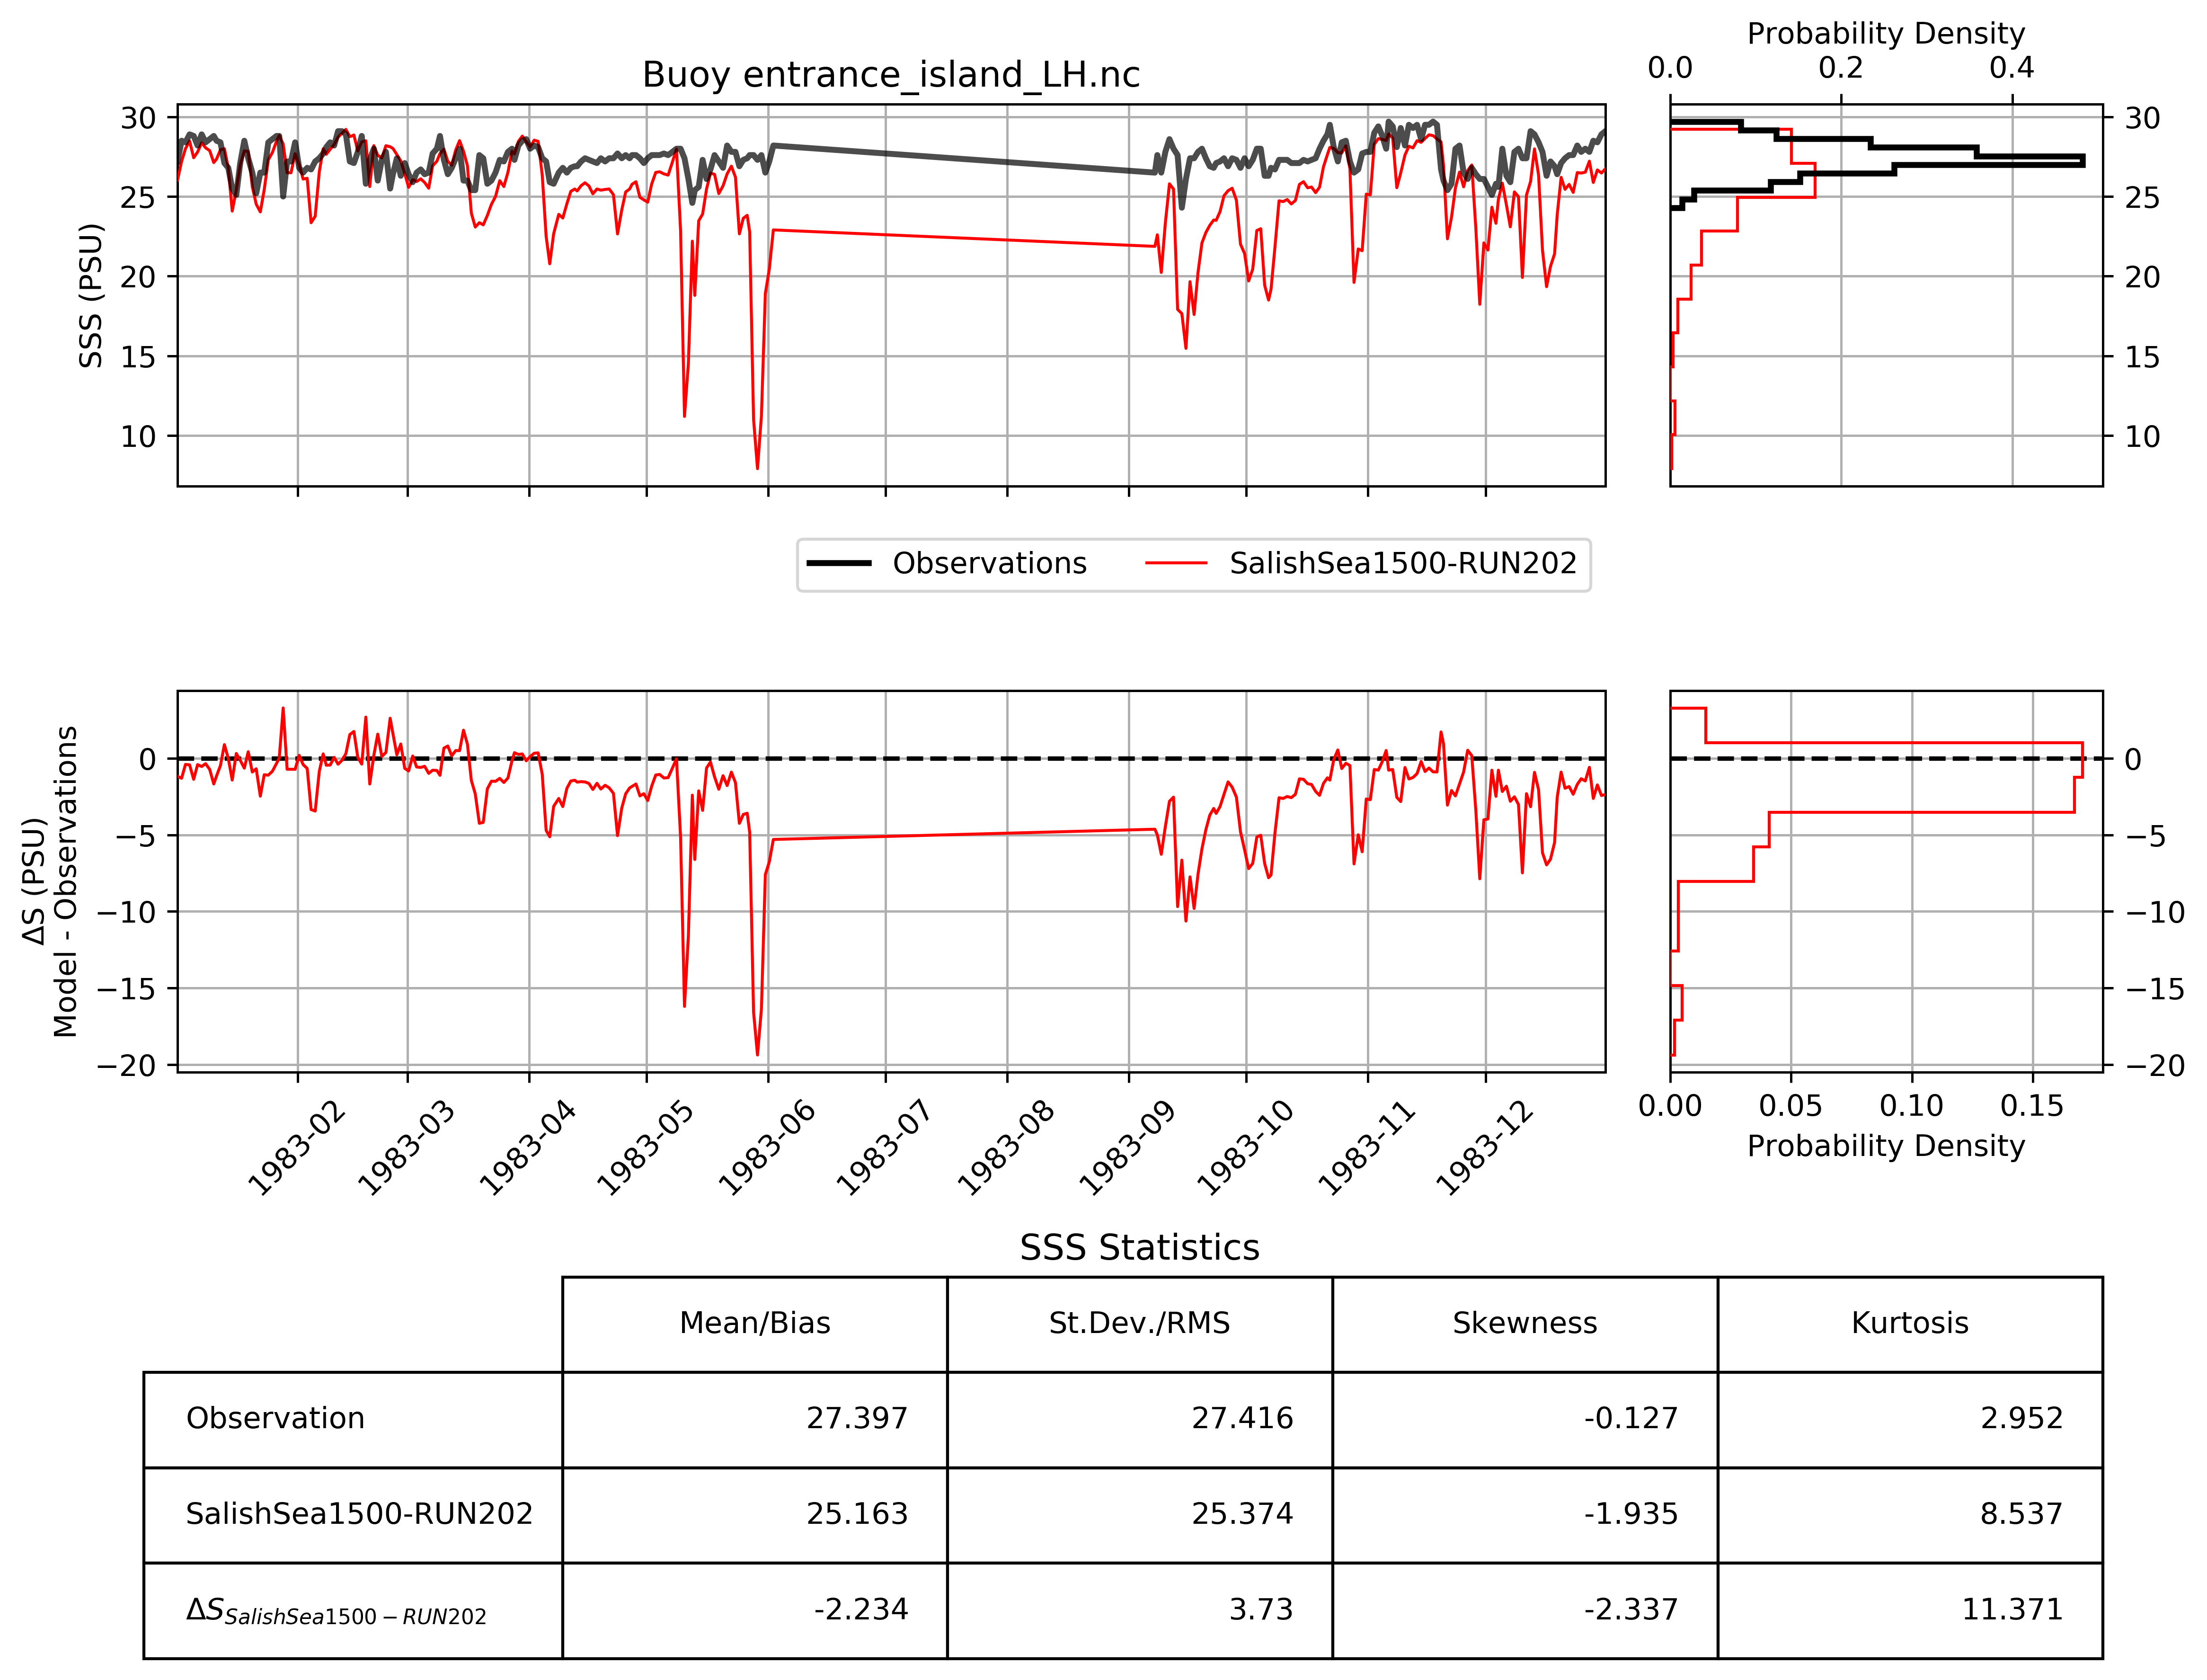 Probability Density
0.0 0.2 0.4
Buoy entrance_island_LH.nc
30
25
20
15
10
SSS (PSU)
30
25
20
15
10
Observations
SalishSea1500-RUN202
0
−5
−10
−15
−20
ΔS (PSU)
Model - Observations
0
−5
−10
−15
−20
1983-02 1983-03 1983-04 1983-05 1983-06 1983-07 1983-08 1983-09 1983-10 1983-11 1983-12
0.00 0.05 0.10 0.15
Probability Density
SSS Statistics
Mean/Bias St.Dev./RMS Skewness Kurtosis
Observation 27.397 27.416 -0.127 2.952
SalishSea1500-RUN202 25.163 25.374 -1.935 8.537
ΔS SalishSea1500−RUN202 -2.234 3.73 -2.337 11.371